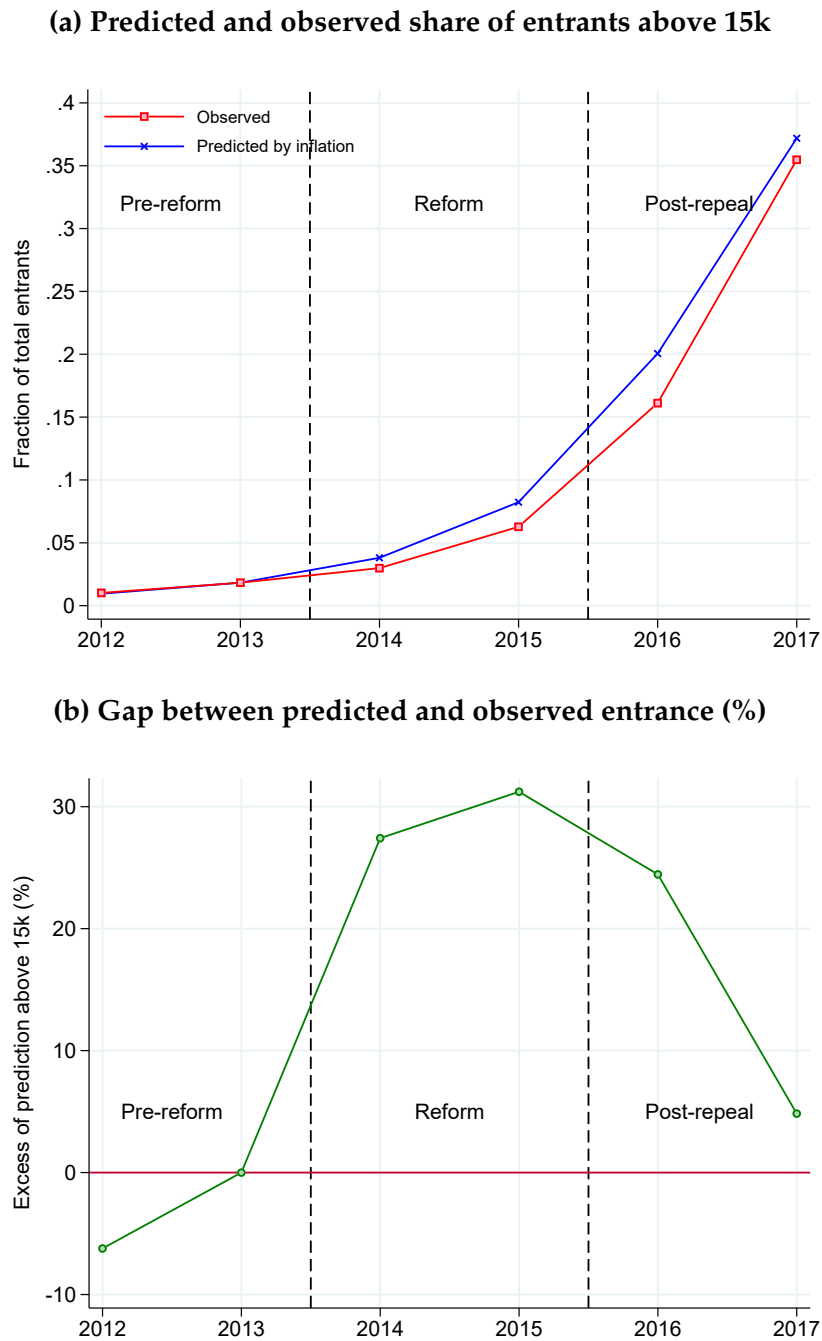 (a) Predicted and observed share of entrants above 15k
.4
.35
.3
.25
.2
.15
.1
.05
0
Fraction of total entrants
Observed
Predicted by inflation
Pre-reform
Reform
Post-repeal
2012
2013
2014
2015
2016
2017
(b) Gap between predicted and observed entrance (%)
30
20
10
0
-10
Excess of prediction above 15k (%)
Pre-reform
Reform
Post-repeal
2012
2013
2014
2015
2016
2017